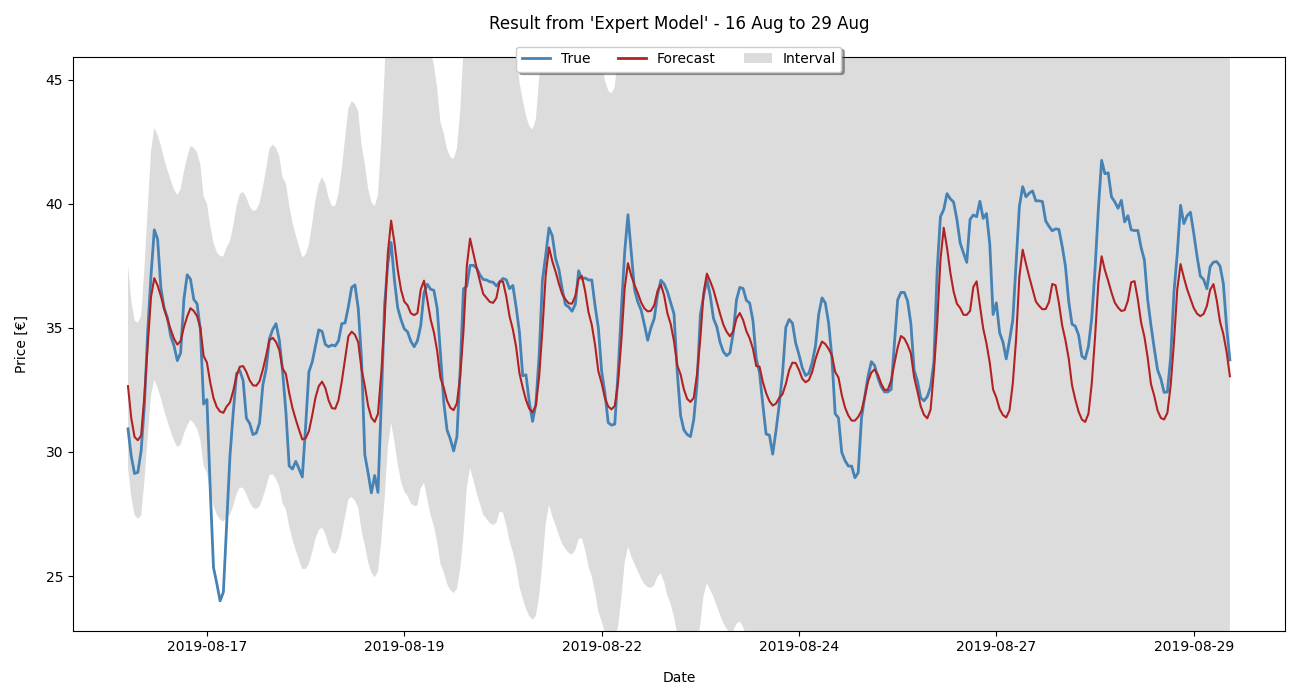 Result from 'Expert Model' - 16 Aug to 29 Aug
True Forecast Interval
45
40
35
30
25
Price [€]
2019-08-17 2019-08-19 2019-08-22 2019-08-24 2019-08-27 2019-08-29
Date